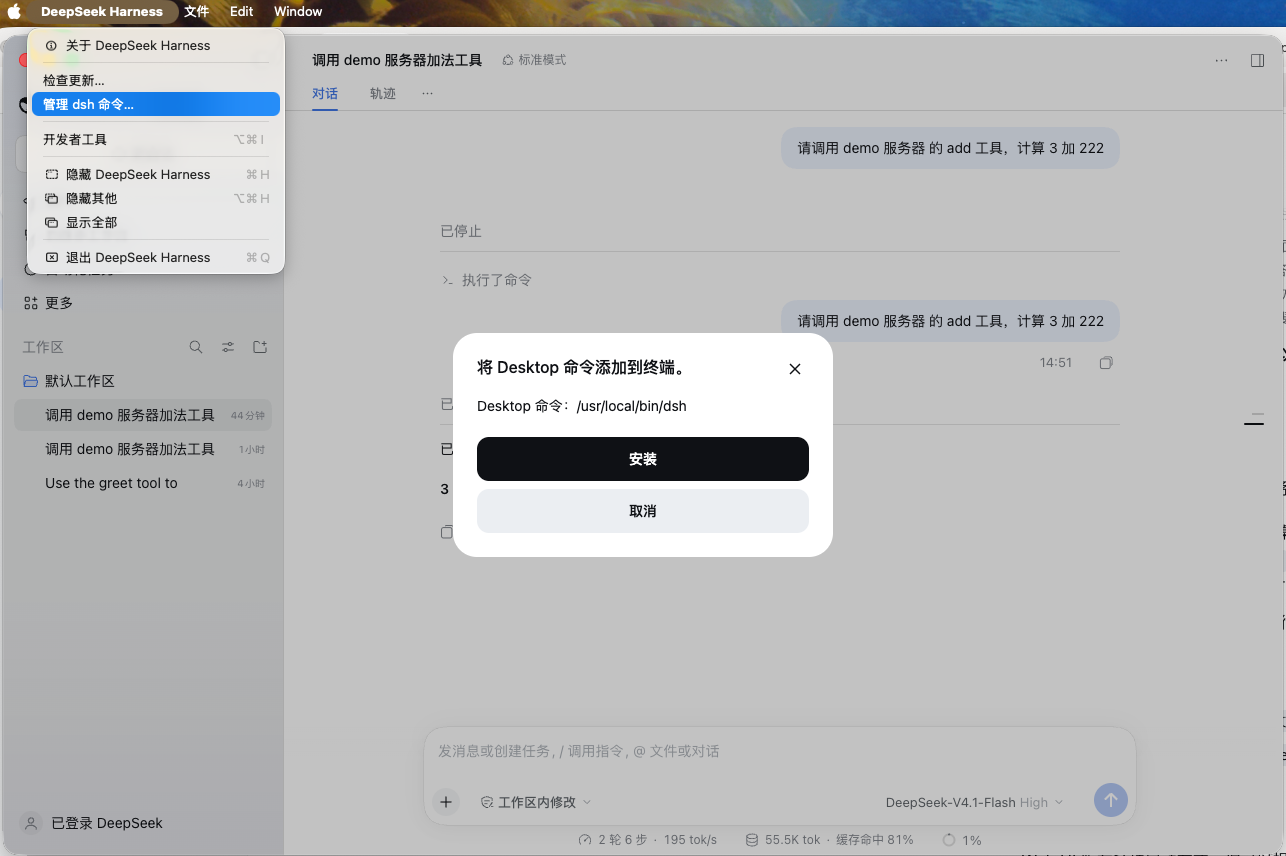 DeepSeek Harness 文件 Edit Window
关于 DeepSeek Harness
检查更新...
管理 dsh 命令...
开发者工具 ⌥⌘ I
隐藏 DeepSeek Harness ⌘ H
隐藏其他 ⌥⌘ H
显示全部
退出 DeepSeek Harness ⌘ Q
更多
工作区
默认工作区
调用 demo 服务器加法工具 44 分钟
调用 demo 服务器加法工具 1 小时
Use the greet tool to 4 小时
已登录 DeepSeek
调用 demo 服务器加法工具 标准模式
对话 轨迹 ···
请调用 demo 服务器 的 add 工具，计算 3 加 222
已停止
执行了命令
请调用 demo 服务器 的 add 工具，计算 3 加 222
14:51
将 Desktop 命令添加到终端。
Desktop 命令：/usr/local/bin/dsh
安装
取消
3
发消息或创建任务, / 调用指令, @ 文件或对话
工作区内修改
DeepSeek-V4.1-Flash High
2 轮 6 步 · 195 tok/s 55.5K tok · 缓存命中 81% 1%